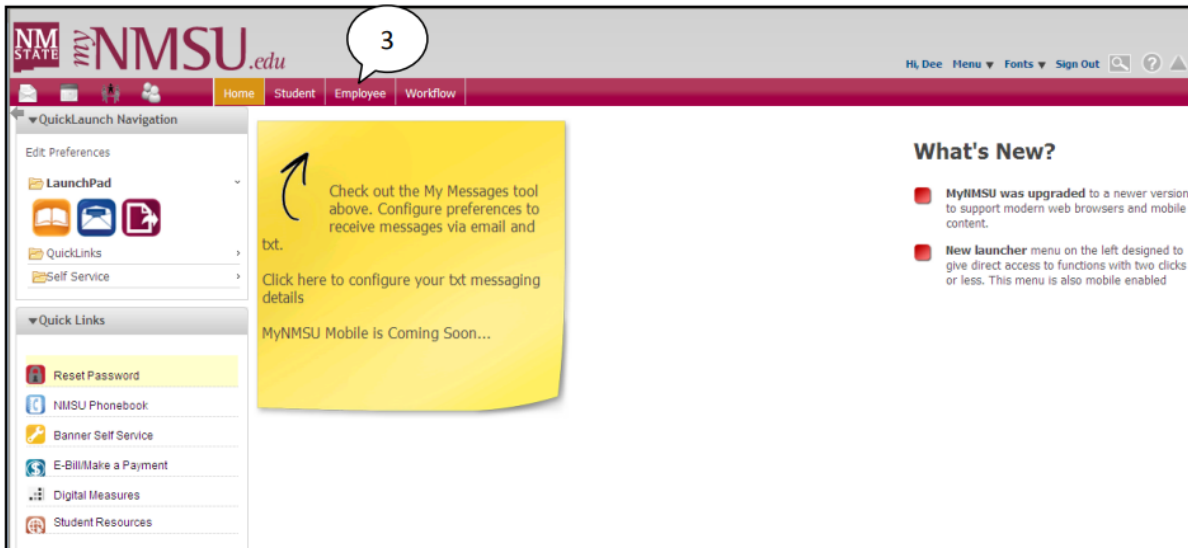 3
NM
STATE
myNMSU.edu
Hi, Dee Menu ▼ Fonts ▼ Sign Out ?
Home Student Employee Workflow
▼QuickLaunch Navigation
Edit Preferences
LaunchPad
QuickLinks
Self Service
▼Quick Links
Reset Password
NMSU Phonebook
Banner Self Service
E-Bill/Make a Payment
Digital Measures
Student Resources
Check out the My Messages tool
above. Configure preferences to
receive messages via email and
txt.
Click here to configure your txt messaging
details
MyNMSU Mobile is Coming Soon...
What's New?
MyNMSU was upgraded to a newer version
to support modern web browsers and mobile
content.
New launcher menu on the left designed to
give direct access to functions with two clicks
or less. This menu is also mobile enabled